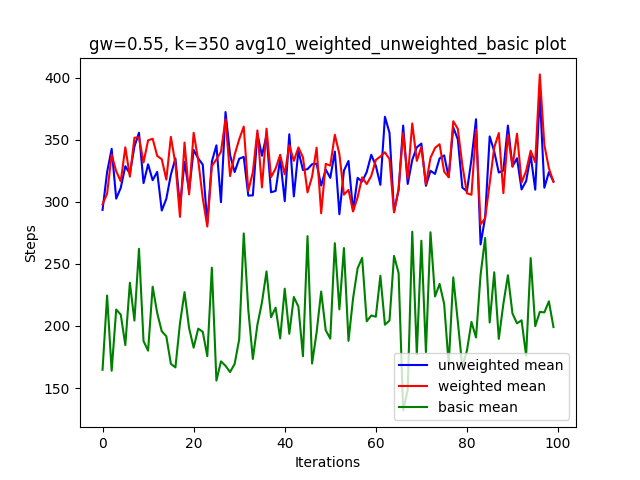 gw=0.55, k=350 avg10_weighted_unweighted_basic plot
400
350
300
250
200
150
Steps
0
20
40
60
80
100
Iterations
unweighted mean
weighted mean
basic mean